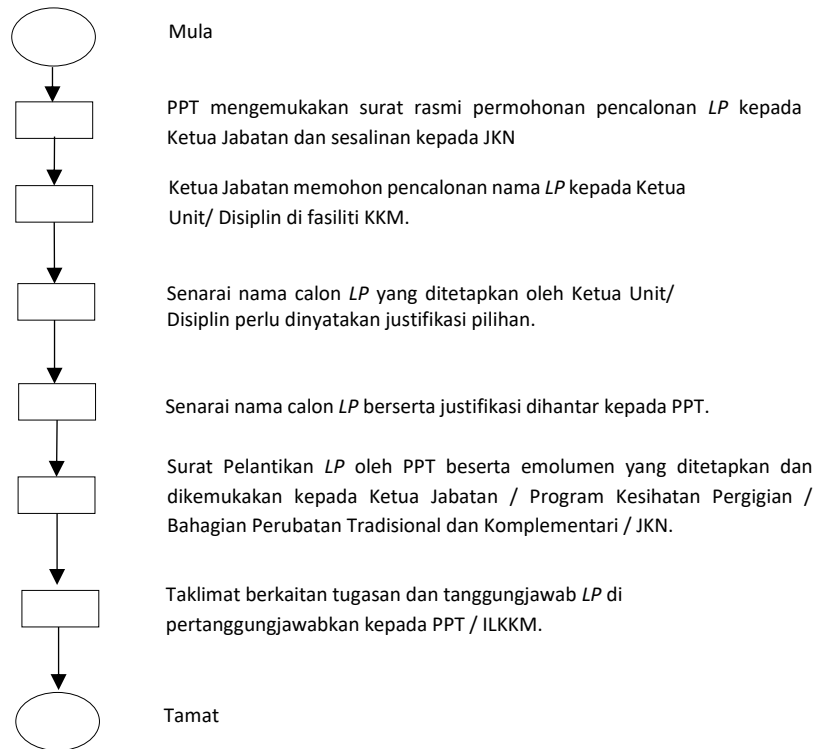 Mula
PPT mengemukakan surat rasmi permohonan pencalonan LP kepada
Ketua Jabatan dan sesalinan kepada JKN
Ketua Jabatan memohon pencalonan nama LP kepada Ketua
Unit/ Disiplin di fasiliti KKM.
Senarai nama calon LP yang ditetapkan oleh Ketua Unit/
Disiplin perlu dinyatakan justifikasi pilihan.
Senarai nama calon LP berserta justifikasi dihantar kepada PPT.
Surat Pelantikan LP oleh PPT beserta emolumen yang ditetapkan dan
dikemukakan kepada Ketua Jabatan / Program Kesihatan Pergigian /
Bahagian Perubatan Tradisional dan Komplementari / JKN.
Taklimat berkaitan tugasan dan tanggungjawab LP di
pertanggungjawabkan kepada PPT / ILKKM.
Tamat